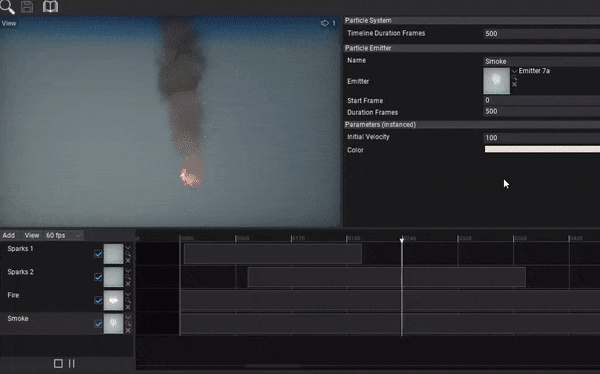 View
1
Particle System
Timeline Duration Frames 500
Particle Emitter
Name Smoke
Emitter Emitter 7a
Start Frame 0
Duration Frames 500
Parameters (Instanced)
Initial Velocity 100
Color
Add View 60 fps
Sparks 1
Sparks 2
Fire
Smoke